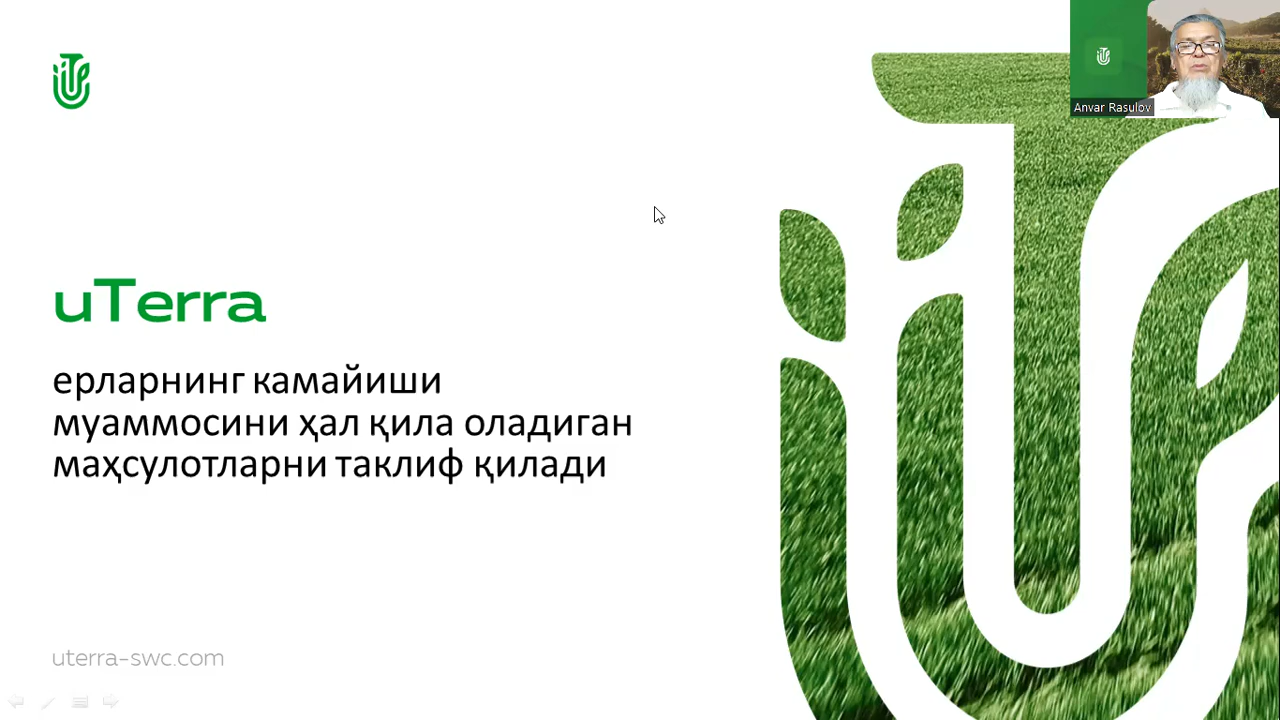 Anvar Rasulov
uTerra
ерларнинг камайиши
муаммосини ҳал қила оладиган
маҳсулотларни таклиф қилади
uterra-swc.com